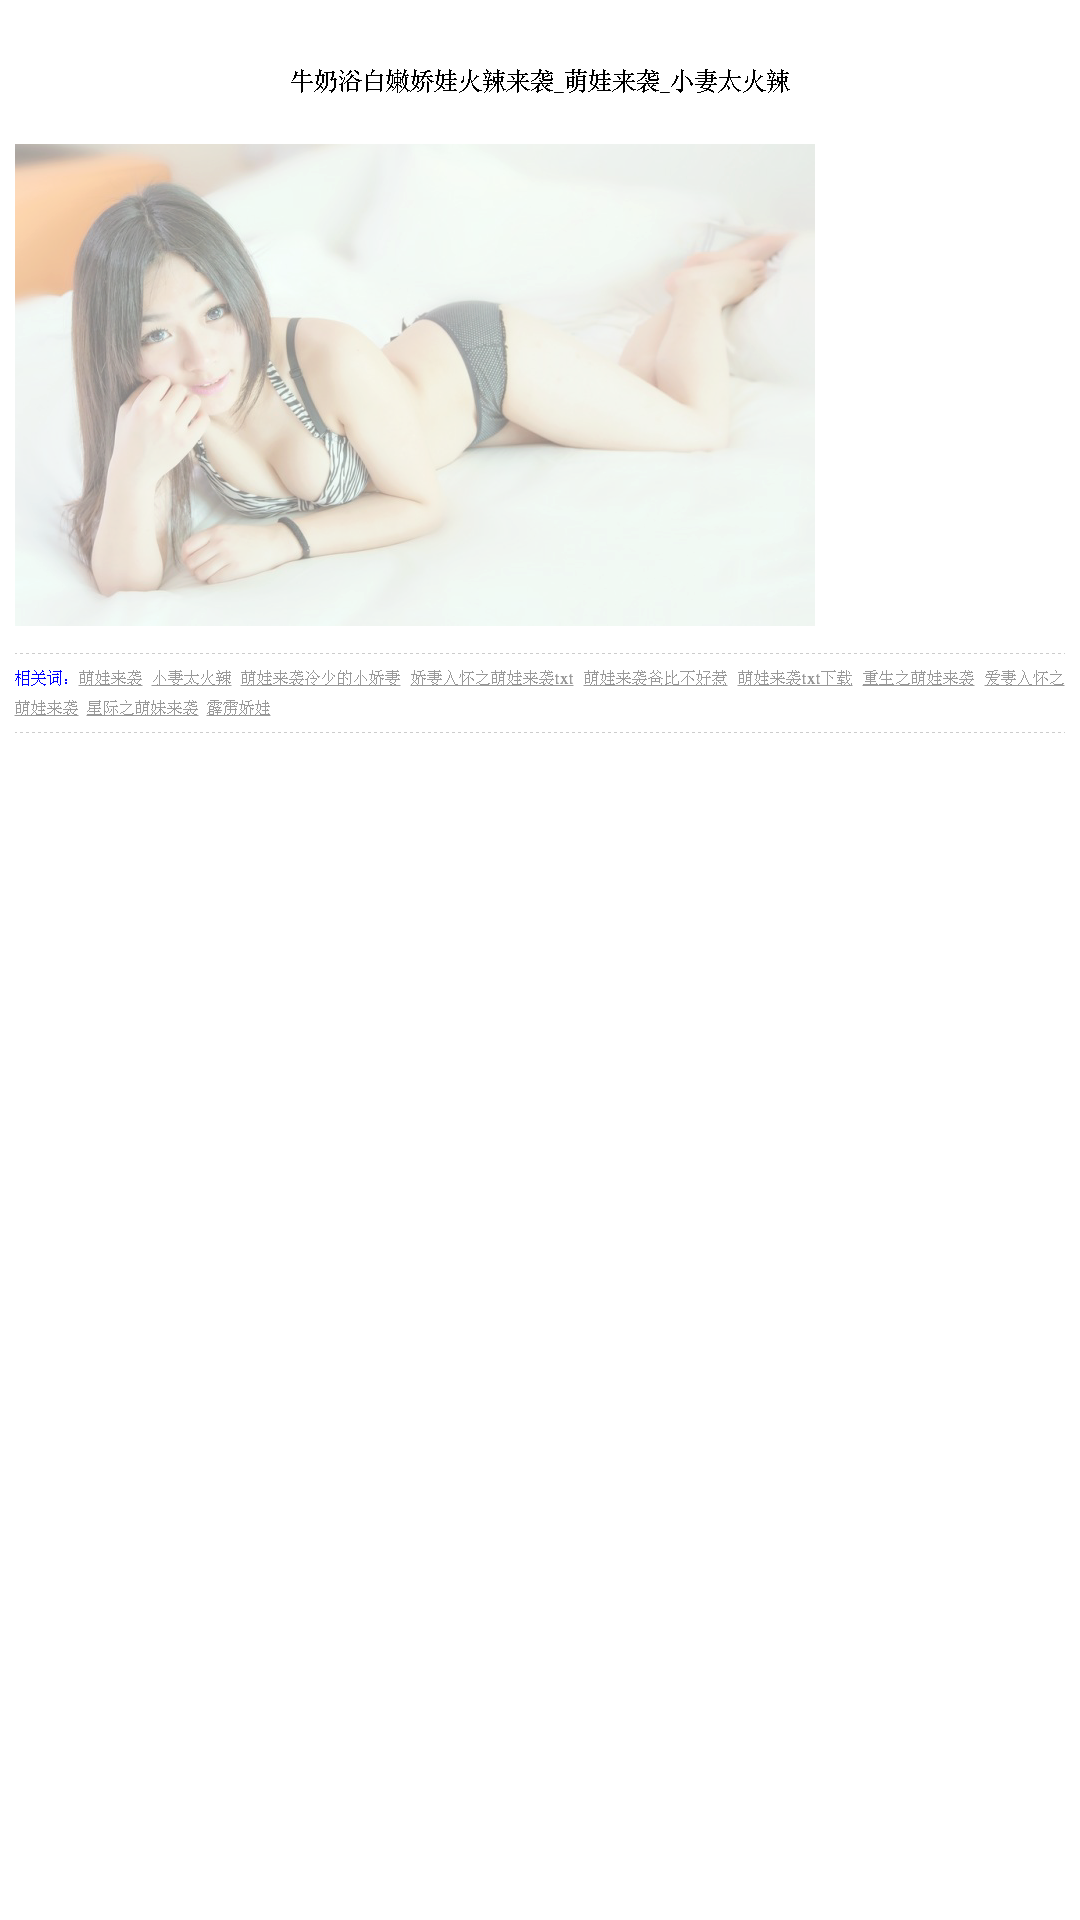 牛奶浴白嫩娇娃火辣来袭_萌娃来袭_小妻太火辣
相关词：萌娃来袭 小妻太火辣 萌娃来袭冷少的小娇妻 娇妻入怀之萌娃来袭txt 萌娃来袭爸比不好惹 萌娃来袭txt下载 重生之萌娃来袭 爱妻入怀之
萌娃来袭 星际之萌妹来袭 霹雳娇娃